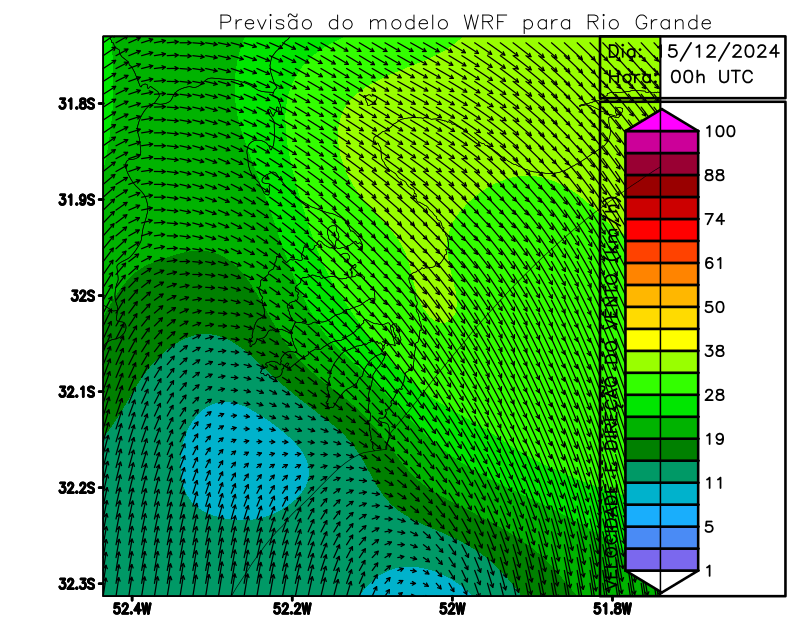 Previsão do modelo WRF para Rio Grande
Dia: 15/12/2024
Hora: 00h UTC
31.8S
31.9S
32S
32.1S
32.2S
32.3S
52.4W
52.2W
52W
51.8W
100
88
74
61
50
38
28
19
11
5
1
VELOCIDADE E DIREÇÃO DO VENTO (km/h)